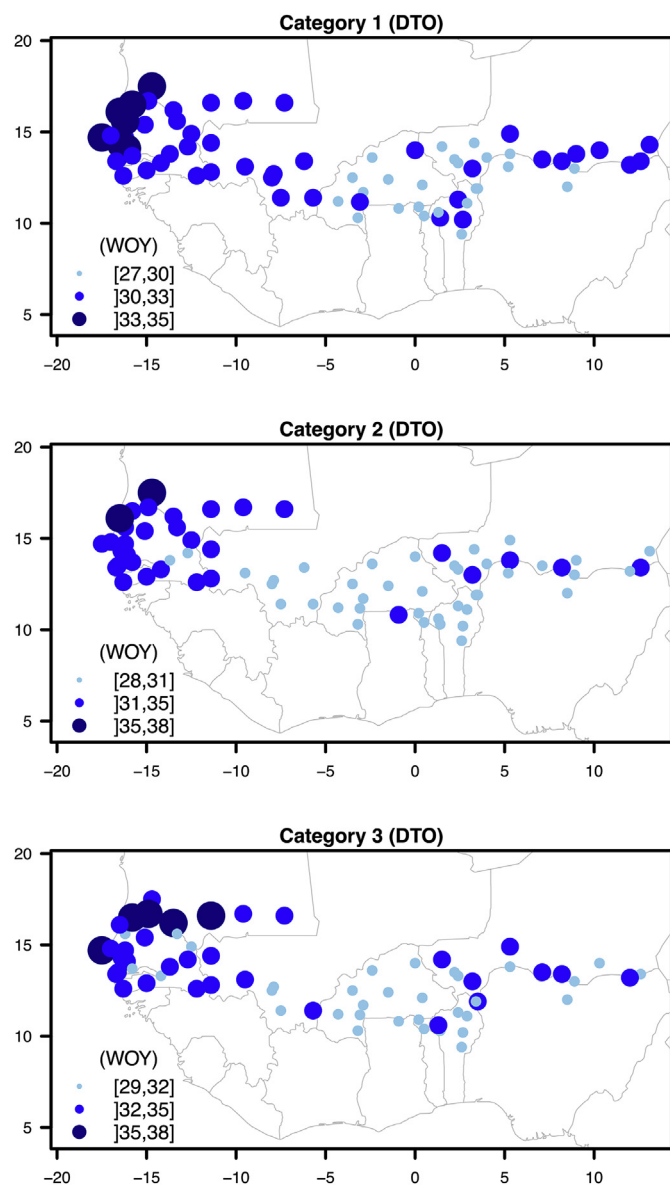 Category 1 (DTO)
20
15
10
5
(WOY)
[27,30]
]30,33]
]33,35]
−20 −15 −10 −5 0 5 10
Category 2 (DTO)
20
15
10
5
(WOY)
[28,31]
]31,35]
]35,38]
−20 −15 −10 −5 0 5 10
Category 3 (DTO)
20
15
10
5
(WOY)
[29,32]
]32,35]
]35,38]
−20 −15 −10 −5 0 5 10